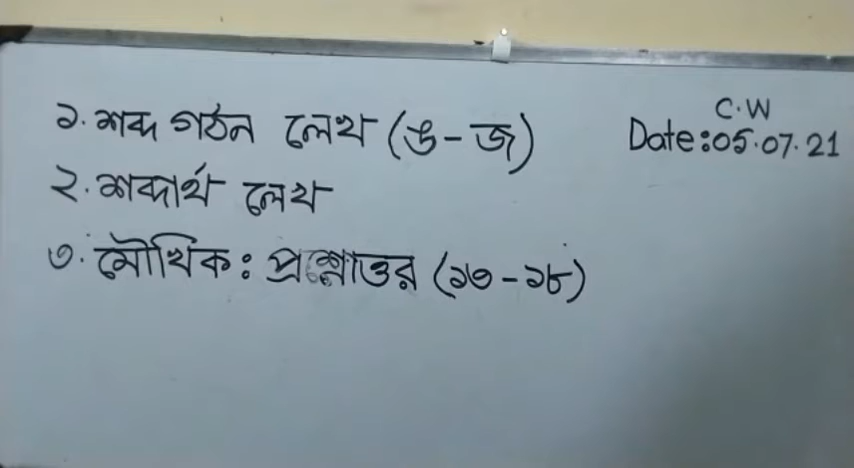 C.W
Date:05.07.21
১. শব্দ গঠন লেখ (ঙ - জ)
২. শব্দার্থ লেখ
৩. মৌখিক: প্রশ্নোত্তর (১৩ - ১৮)